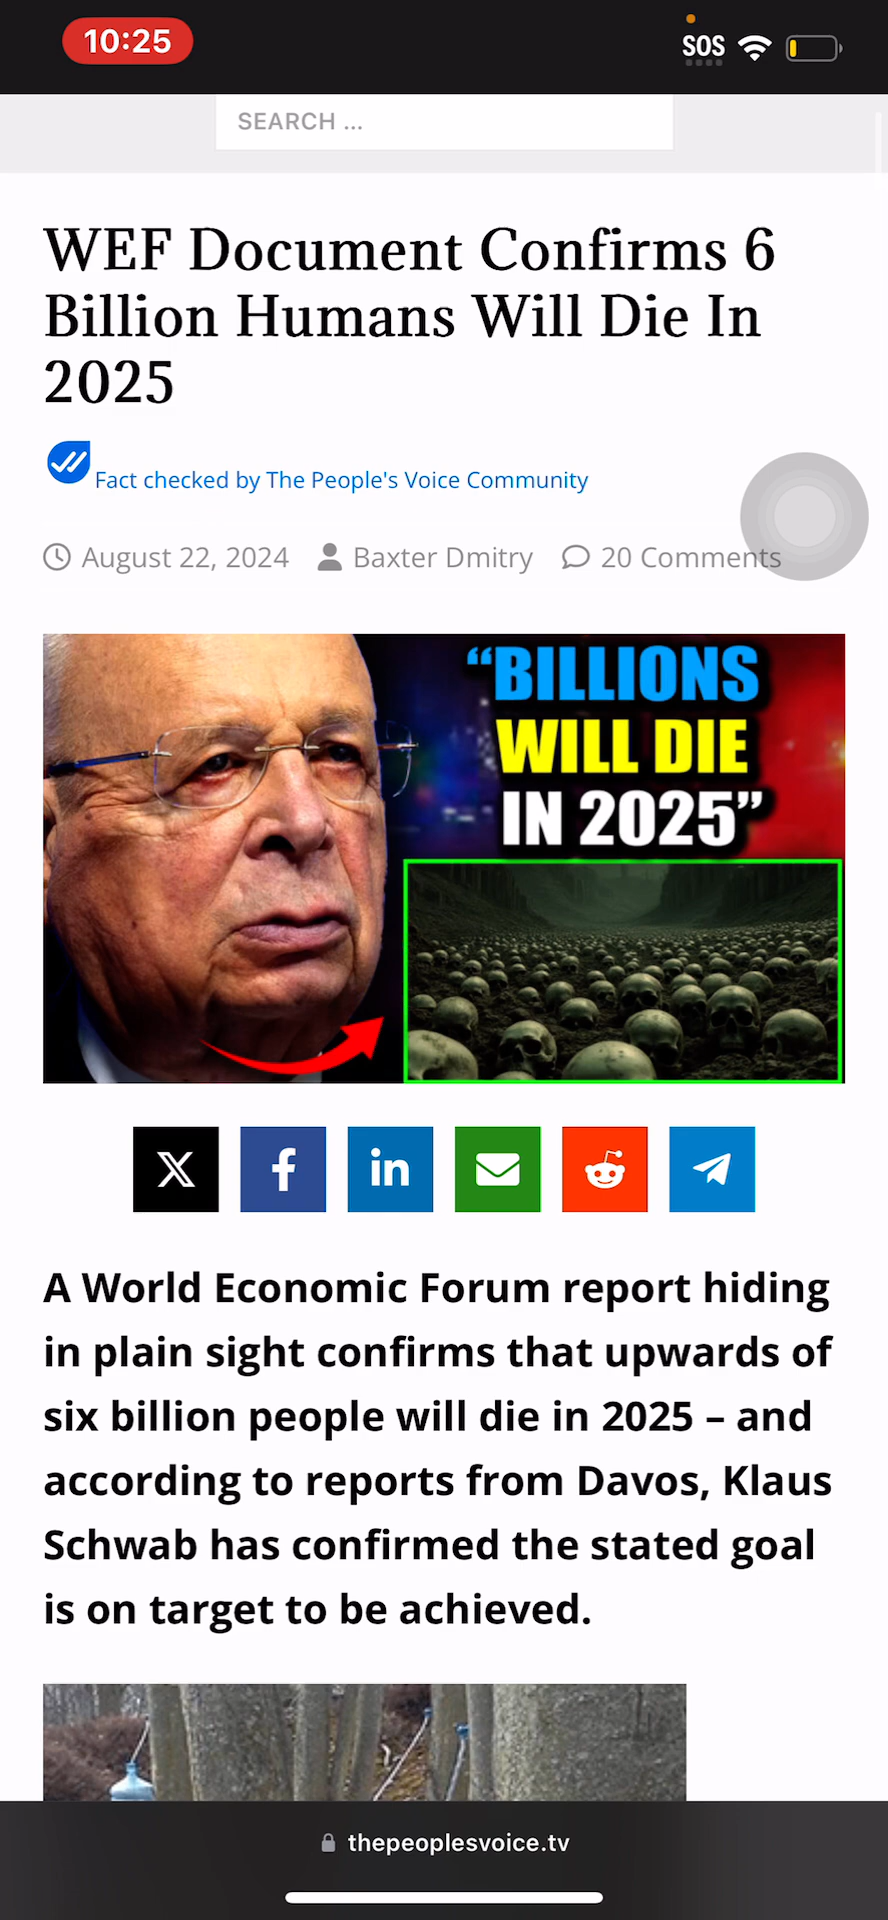 10:25
SOS
SEARCH ...
WEF Document Confirms 6
Billion Humans Will Die In
2025
Fact checked by The People's Voice Community
August 22, 2024 Baxter Dmitry 20 Comments
“BILLIONS
WILL DIE
IN 2025”
A World Economic Forum report hiding
in plain sight confirms that upwards of
six billion people will die in 2025 – and
according to reports from Davos, Klaus
Schwab has confirmed the stated goal
is on target to be achieved.
thepeoplesvoice.tv